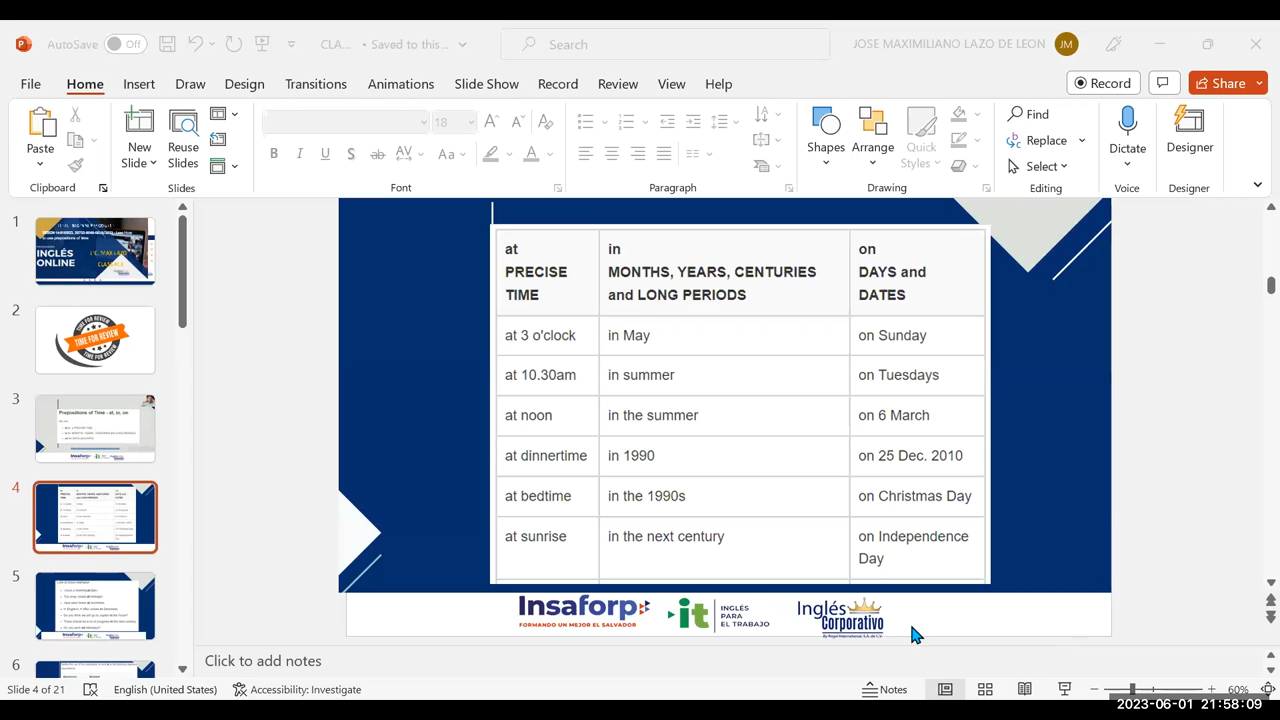 AutoSave Off CLA... • Saved to this... Search JOSE MAXIMILIANO LAZO DE LEON JM
File Home Insert Draw Design Transitions Animations Slide Show Record Review View Help Record Share
Paste New Slide Reuse Slides 18 Shapes Arrange Quick Styles Find Replace Select Dictate Designer
Clipboard Slides Font Paragraph Drawing Editing Voice Designer
1
INGLÉS
ONLINE
2
TIME FOR REVIEW
3
Prepositions of Time - at, in, on
4
5
6
at PRECISE TIME
in MONTHS, YEARS, CENTURIES and LONG PERIODS
on DAYS and DATES
at 3 o'clock in May on Sunday
at 10.30am in summer on Tuesdays
at noon in the summer on 6 March
at dinnertime in 1990 on 25 Dec. 2010
at bedtime in the 1990s on Christmas Day
at sunrise in the next century on Independence Day
Insaforp
FORMANDO UN MEJOR EL SALVADOR
it INGLÉS PARA EL TRABAJO
Inglés Corporativo
Click to add notes
Slide 4 of 21 English (United States) Accessibility: Investigate Notes 60%
2023-06-01 21:58:09